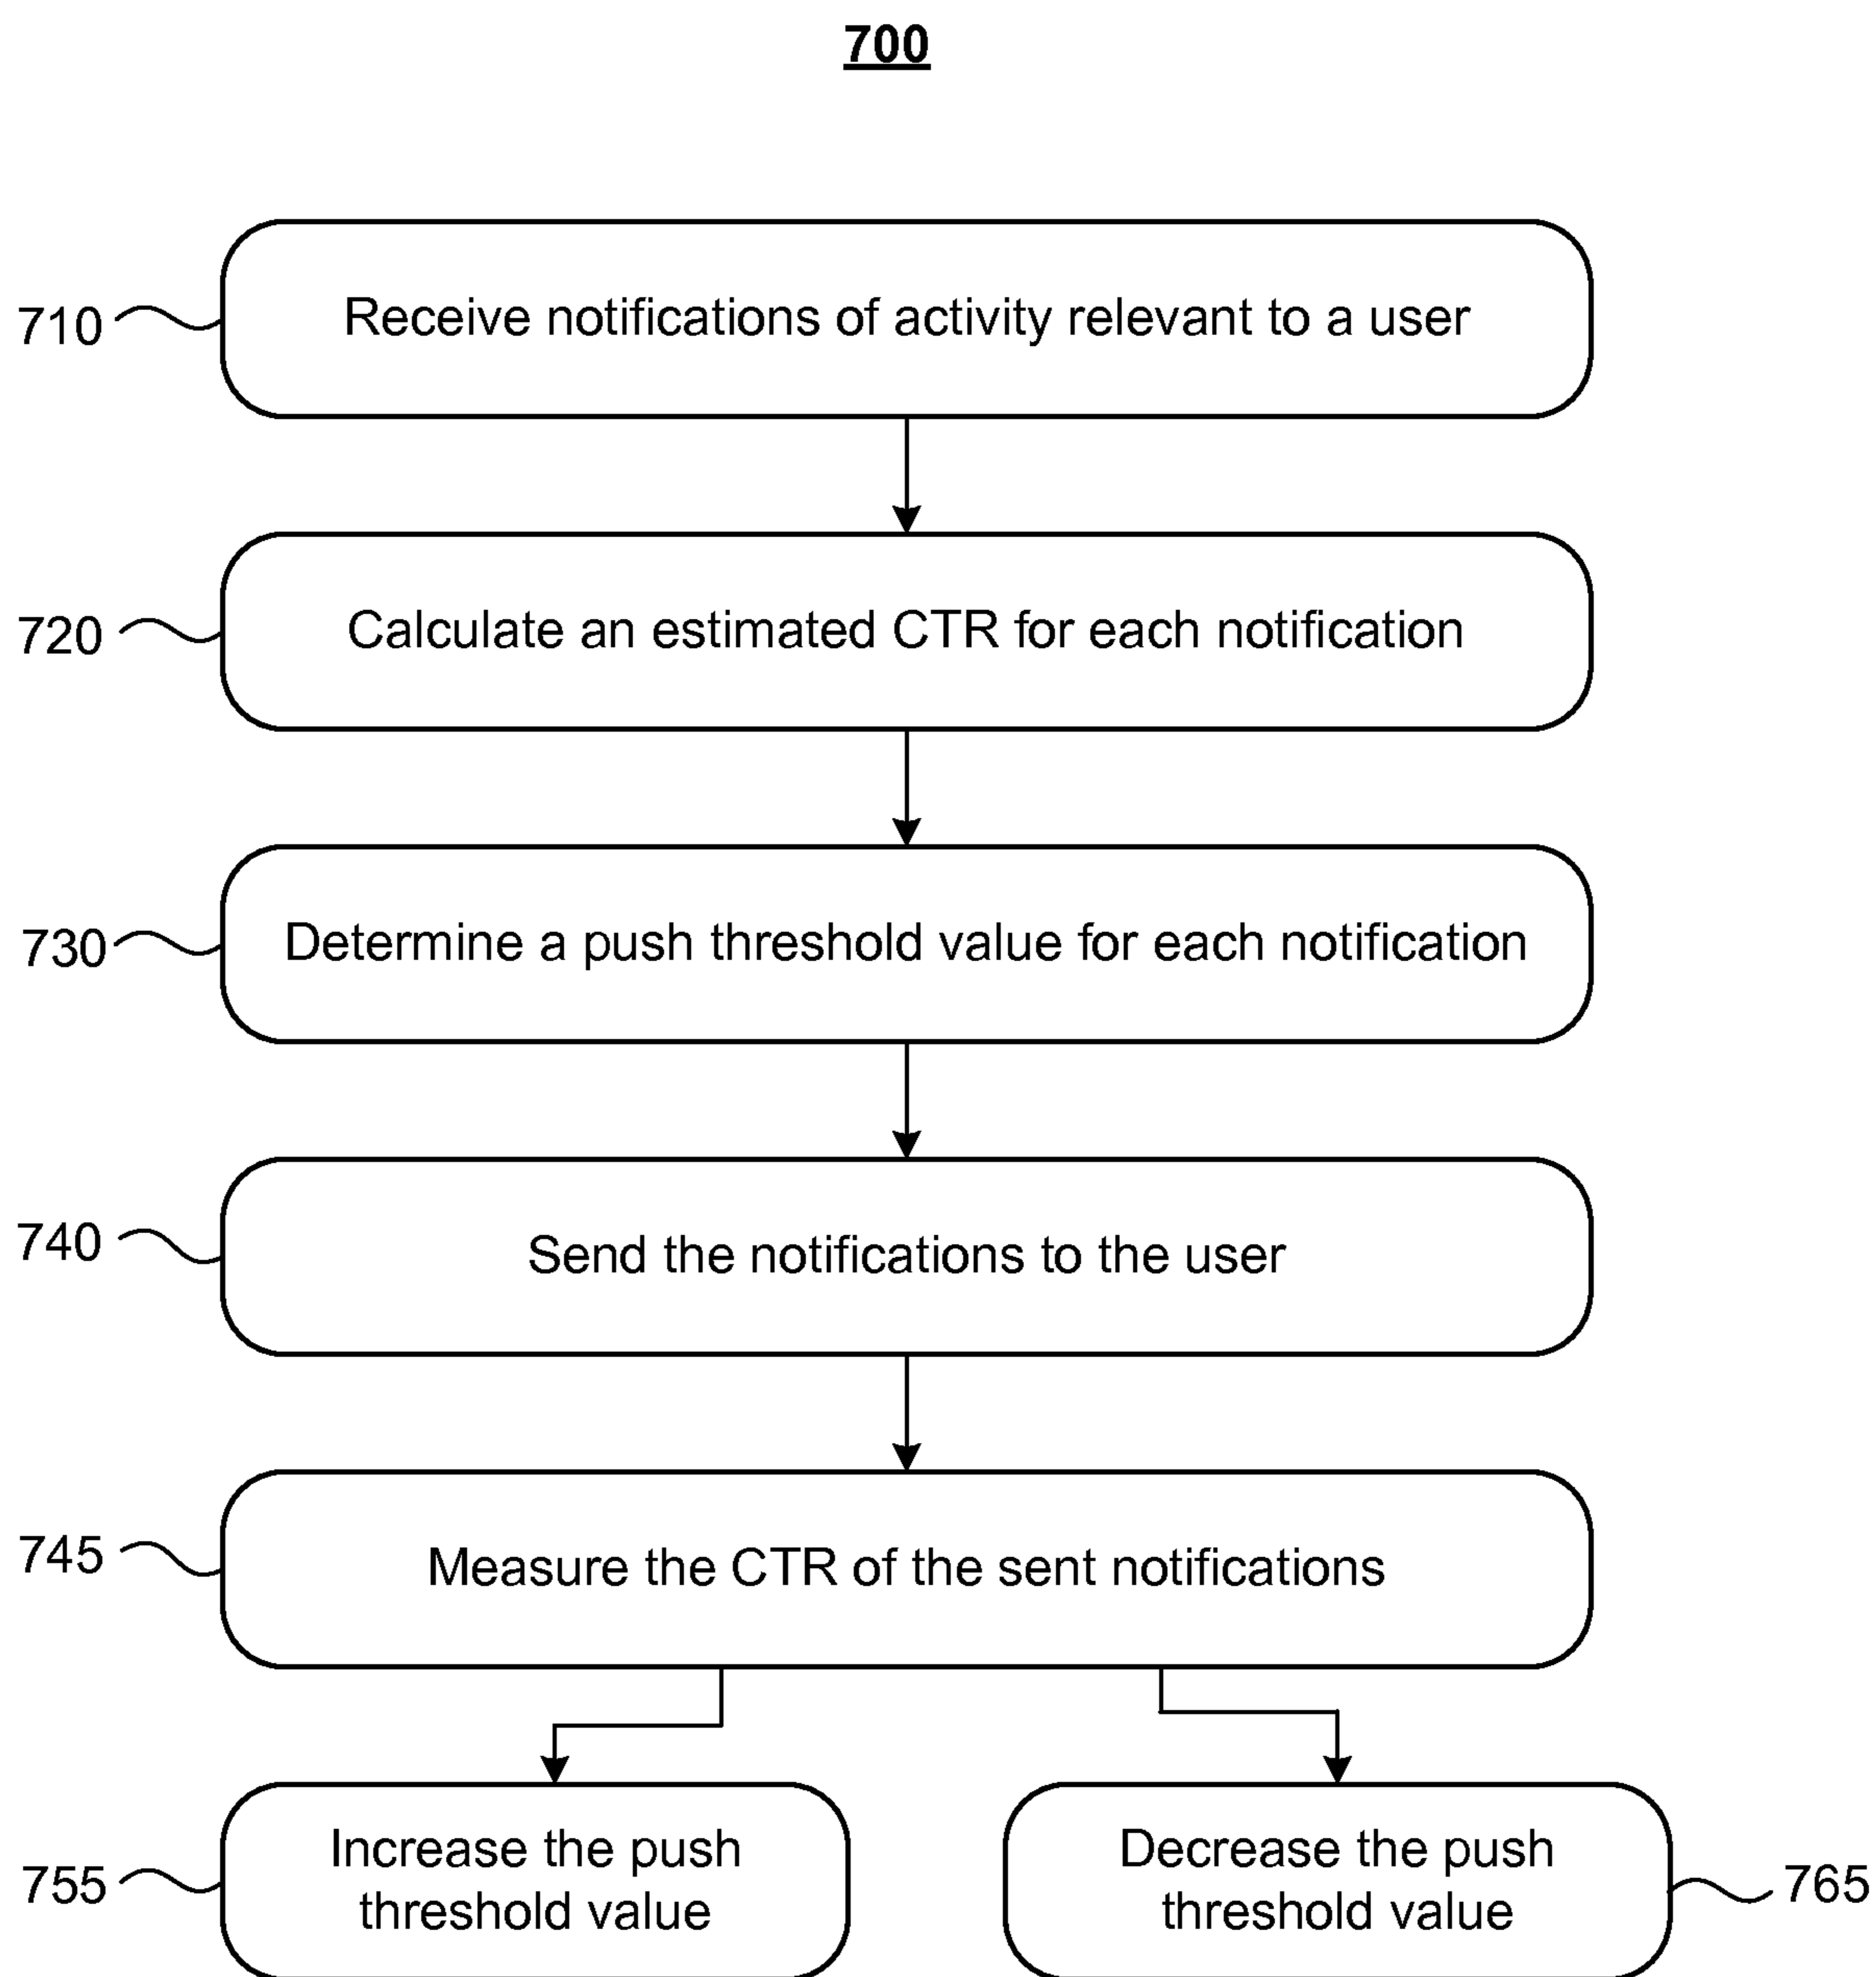 700
710
Receive notifications of activity relevant to a user
720
Calculate an estimated CTR for each notification
730
Determine a push threshold value for each notification
740
Send the notifications to the user
745
Measure the CTR of the sent notifications
755
Increase the push
threshold value
Decrease the push
threshold value
765